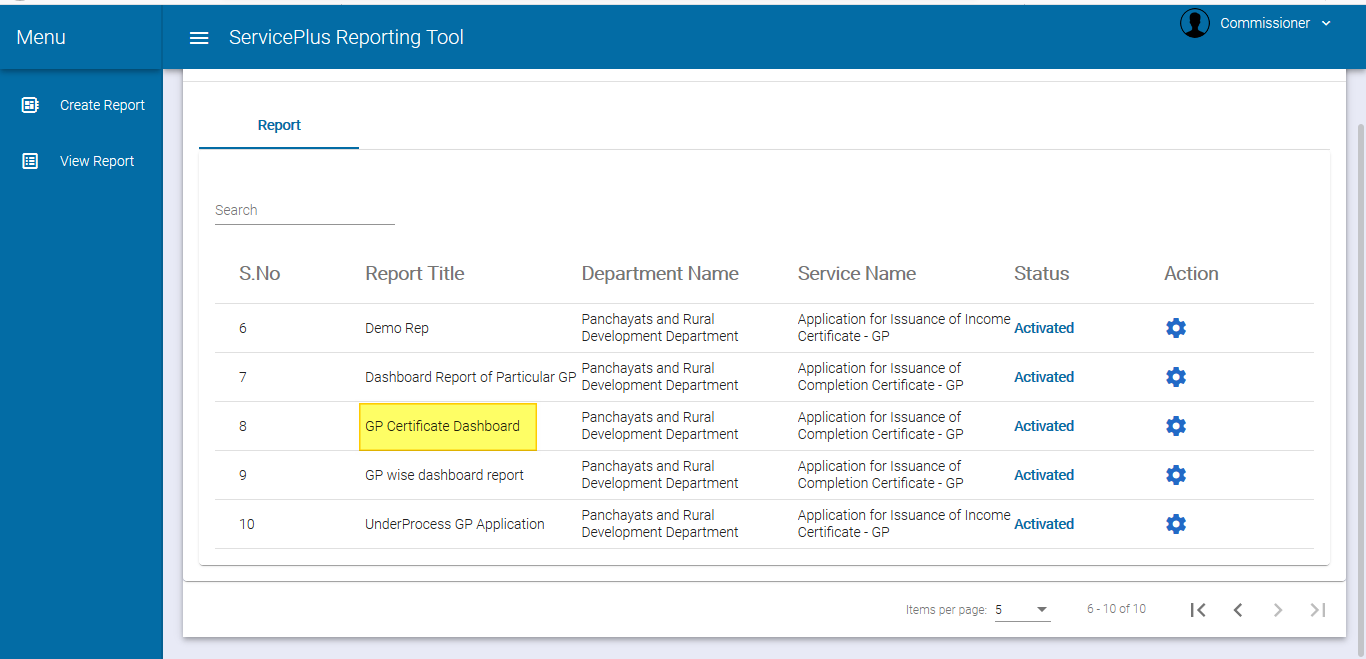 Menu
ServicePlus Reporting Tool
Commissioner
Create Report
View Report
Report
Search
S.No Report Title Department Name Service Name Status Action
6 Demo Rep Panchayats and Rural Development Department Application for Issuance of Income Certificate - GP Activated
7 Dashboard Report of Particular GP Panchayats and Rural Development Department Application for Issuance of Completion Certificate - GP Activated
8 GP Certificate Dashboard Panchayats and Rural Development Department Application for Issuance of Completion Certificate - GP Activated
9 GP wise dashboard report Panchayats and Rural Development Department Application for Issuance of Completion Certificate - GP Activated
10 UnderProcess GP Application Panchayats and Rural Development Department Application for Issuance of Income Certificate - GP Activated
Items per page: 5 6 - 10 of 10